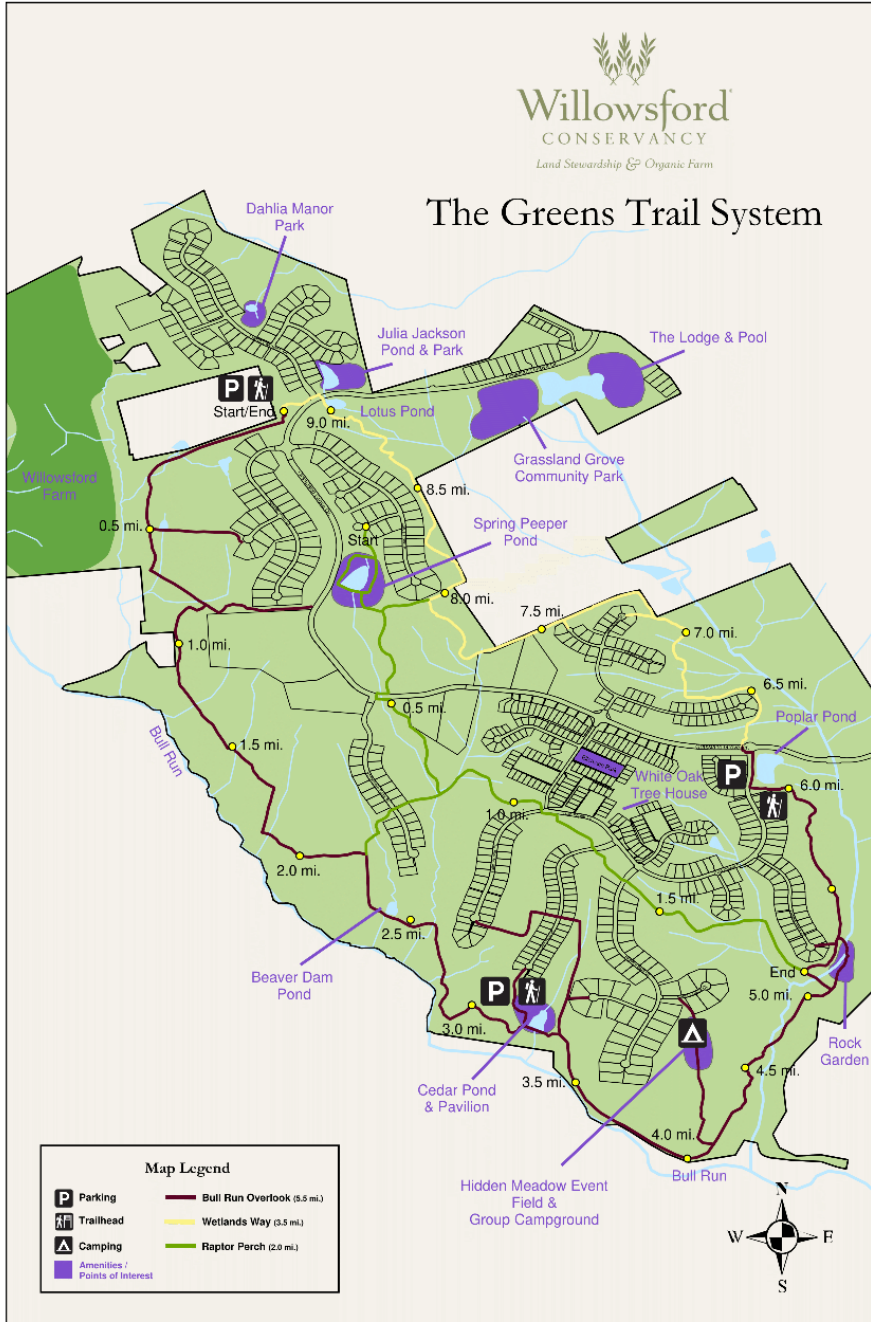 Willowsford
CONSERVANCY
Land Stewardship & Organic Farm
The Greens Trail System
Dahlia Manor
Park
Julia Jackson
Pond & Park
The Lodge & Pool
P
Start/End
9.0 mi.
Lotus Pond
Grassland Grove
Community Park
Willowsford
Farm
8.5 mi.
0.5 mi.
Start
Spring Peeper
Pond
8.0 mi.
7.5 mi.
7.0 mi.
1.0 mi.
6.5 mi.
0.5 mi.
Poplar Pond
Bull Run
1.5 mi.
White Oak
Tree House
P
6.0 mi.
1.0 mi.
2.0 mi.
1.5 mi.
2.5 mi.
Beaver Dam
Pond
End
5.0 mi.
P
3.0 mi.
Rock
Garden
4.5 mi.
3.5 mi.
Cedar Pond
& Pavilion
4.0 mi.
Bull Run
Hidden Meadow Event
Field &
Group Campground
Map Legend
P Parking
Trailhead
Camping
Amenities /
Points of Interest
Bull Run Overlook (5.5 mi.)
Wetlands Way (3.5 mi.)
Raptor Perch (2.0 mi.)
N
W
E
S